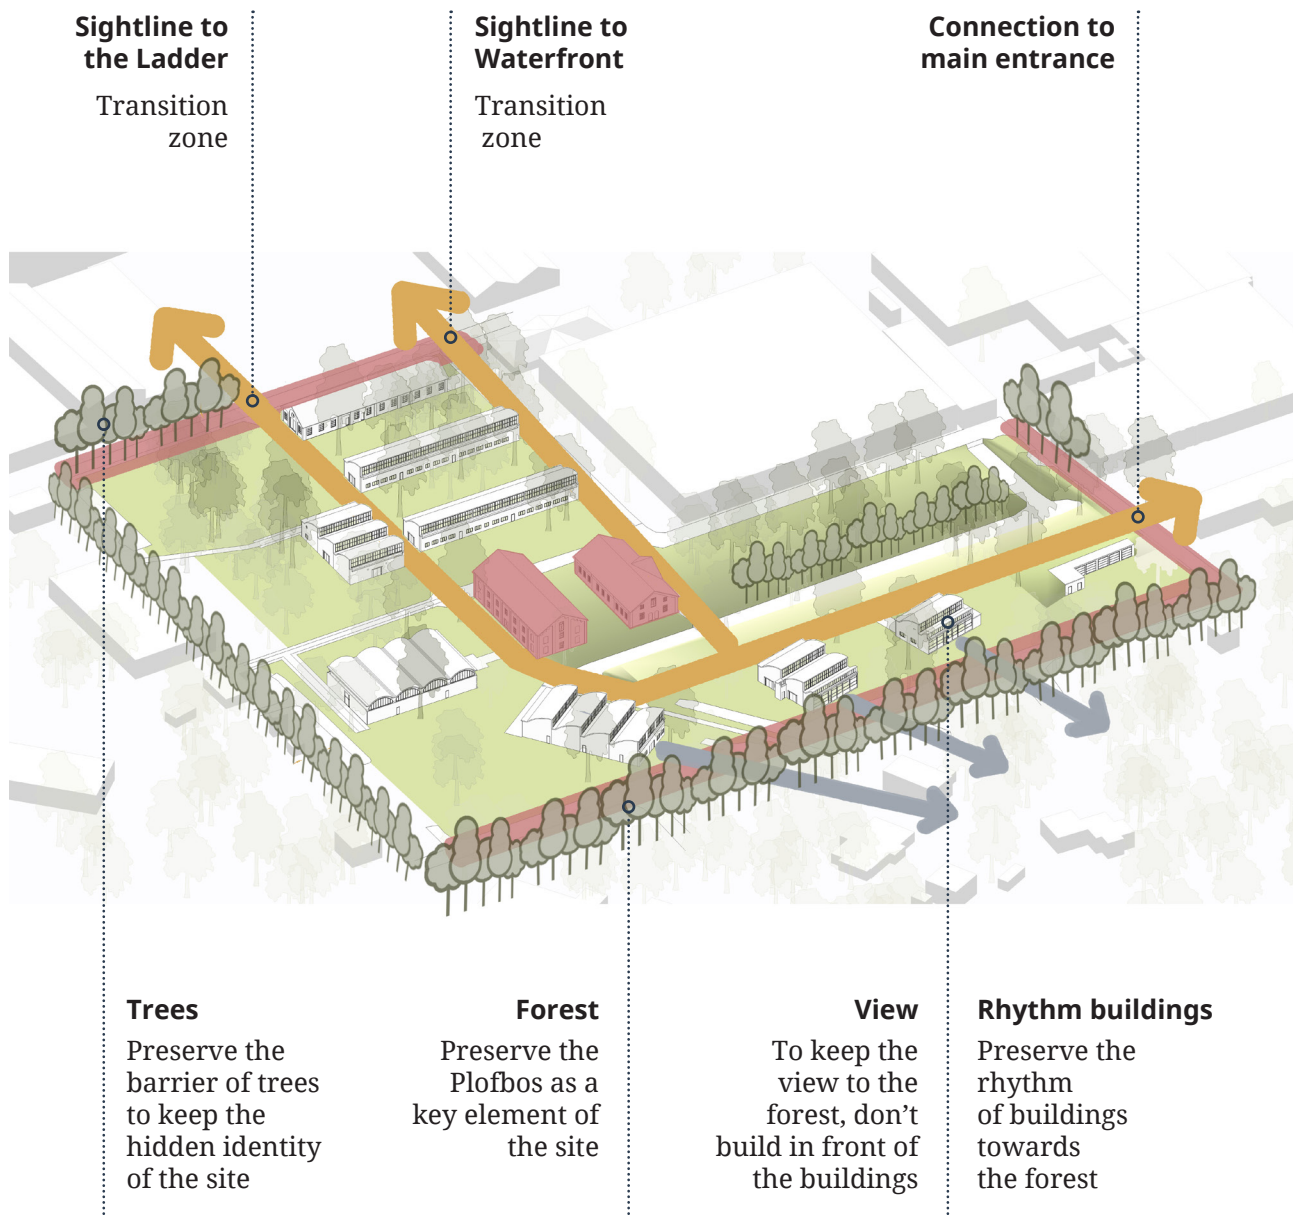 Sightline to
the Ladder
Transition
zone
Sightline to
Waterfront
Transition
zone
Connection to
main entrance
Trees
Preserve the
barrier of trees
to keep the
hidden identity
of the site
Forest
Preserve the
Plofbos as a
key element of
the site
View
To keep the
view to the
forest, don’t
build in front of
the buildings
Rhythm buildings
Preserve the
rhythm
of buildings
towards
the forest